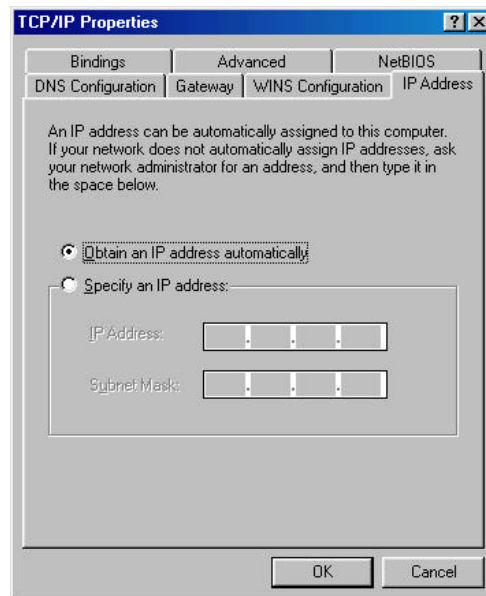 TCP/IP Properties
Bindings Advanced NetBIOS
DNS Configuration Gateway WINS Configuration IP Address
An IP address can be automatically assigned to this computer.
If your network does not automatically assign IP addresses, ask
your network administrator for an address, and then type it in
the space below.
Obtain an IP address automatically
Specify an IP address:
IP Address:
Subnet Mask:
OK Cancel